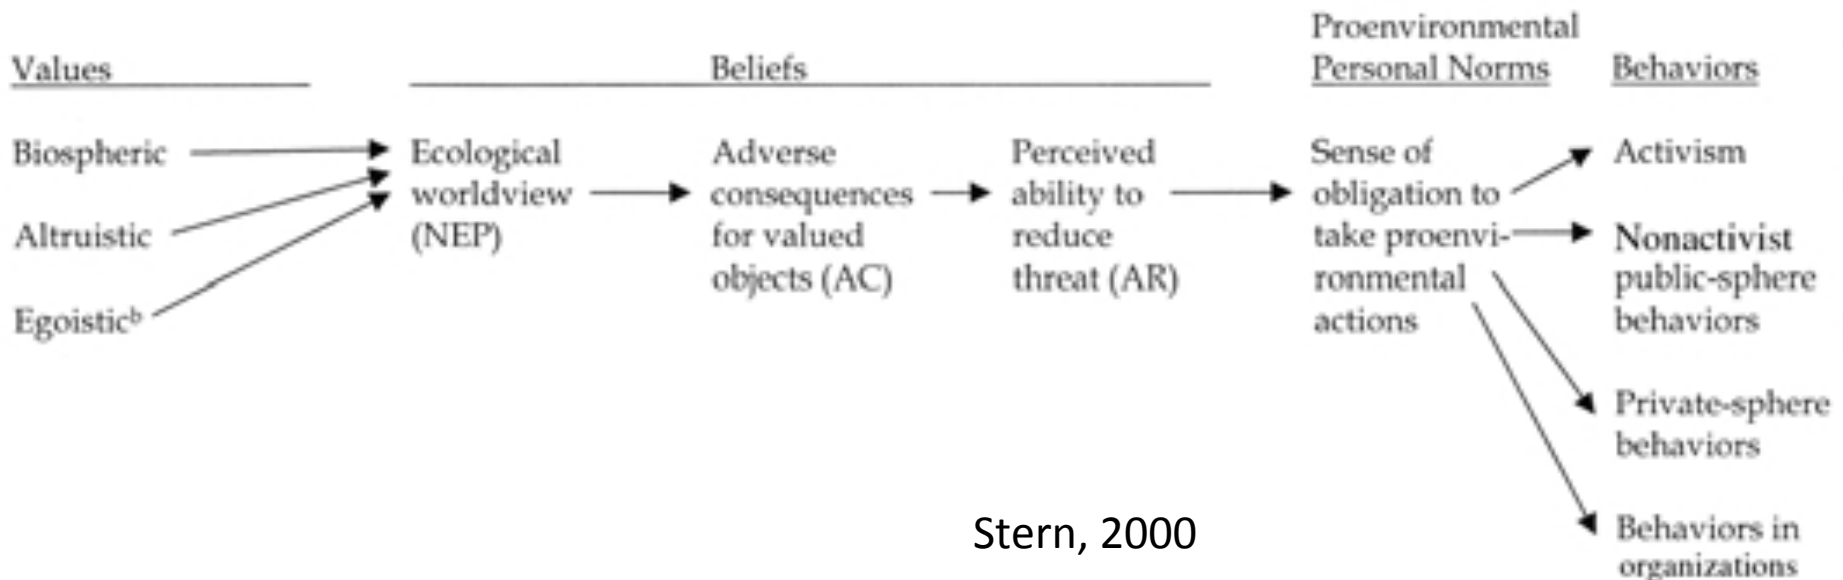 Values
Beliefs
Proenvironmental
Personal Norms
Behaviors
Biospheric
Altruistic
Egoisticᵇ
Ecological
worldview
(NEP)
Adverse
consequences
for valued
objects (AC)
Perceived
ability to
reduce
threat (AR)
Sense of
obligation to
take proenvi-
ronmental
actions
Activism
Nonactivist
public-sphere
behaviors
Private-sphere
behaviors
Behaviors in
organizations
Stern, 2000